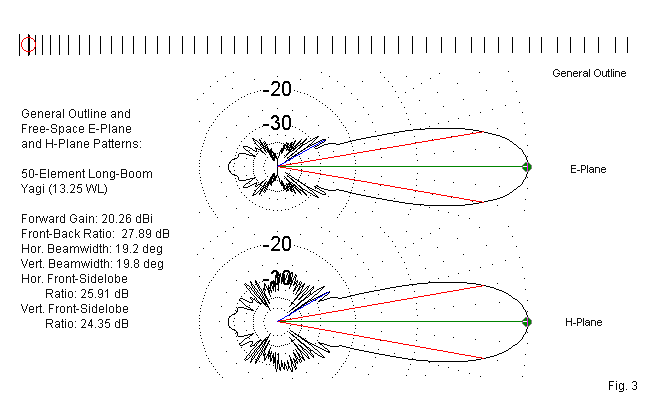 General Outline
-20
-30
General Outline and
Free-Space E-Plane
and H-Plane Patterns:
E-Plane
50-Element Long-Boom
Yagi (13.25 WL)
Forward Gain: 20.26 dBi
Front-Back Ratio: 27.89 dB
Hor. Beamwidth: 19.2 deg
Vert. Beamwidth: 19.8 deg
Hor. Front-Sidelobe
Ratio: 25.91 dB
Vert. Front-Sidelobe
Ratio: 24.35 dB
-20
-30
H-Plane
Fig. 3